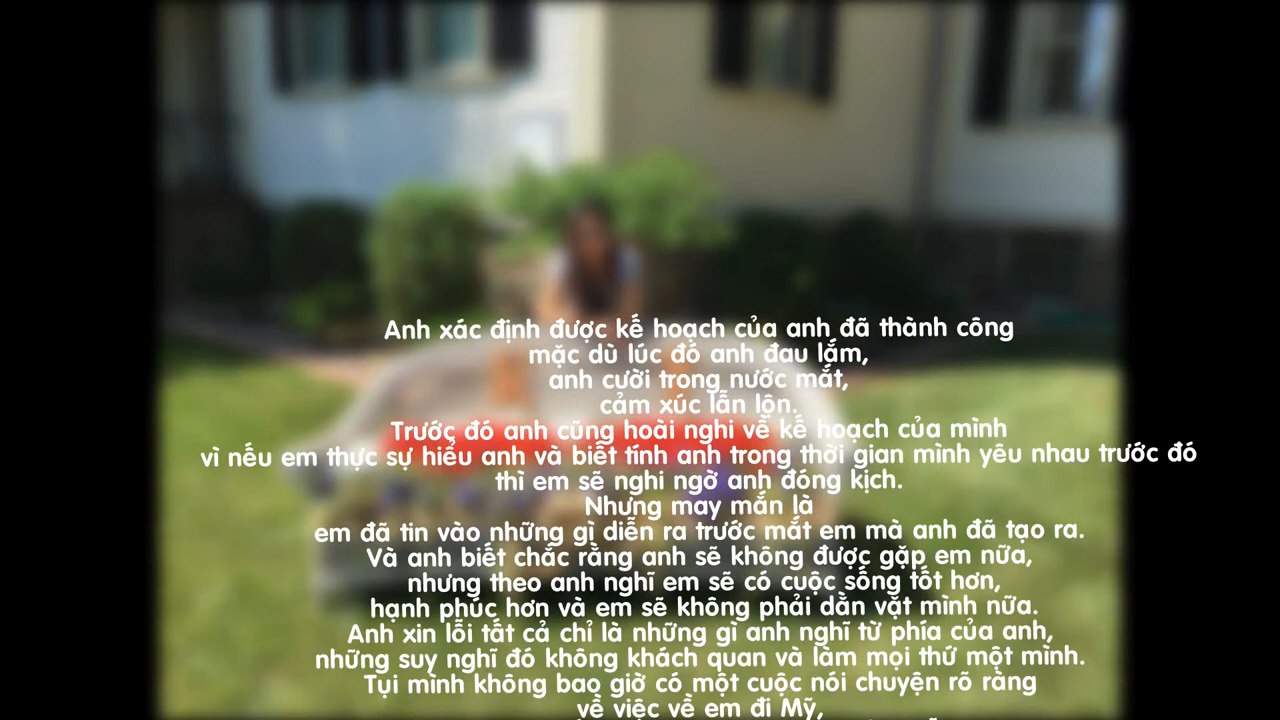 Anh xác định được kế hoạch của anh đã thành công
mặc dù lúc đó anh đau lắm,
anh cười trong nước mắt,
cảm xúc lẫn lộn.
Trước đó anh cũng hoài nghi về kế hoạch của mình
vì nếu em thực sự hiểu anh và biết tính anh trong thời gian mình yêu nhau trước đó
thì em sẽ nghi ngờ anh đóng kịch.
Nhưng may mắn là
em đã tin vào những gì diễn ra trước mắt em mà anh đã tạo ra.
Và anh biết chắc rằng anh sẽ không được gặp em nữa,
nhưng theo anh nghĩ em sẽ có cuộc sống tốt hơn,
hạnh phúc hơn và em sẽ không phải dằn vặt mình nữa.
Anh xin lỗi tất cả chỉ là những gì anh nghĩ từ phía của anh,
những suy nghĩ đó không khách quan và làm mọi thứ một mình.
Tụi mình không bao giờ có một cuộc nói chuyện rõ ràng
về việc về em đi Mỹ,